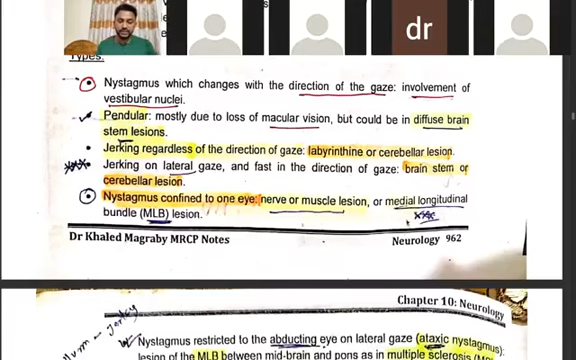 dr
Types:
Nystagmus which changes with the direction of the gaze: involvement of
vestibular nuclei.
Pendular: mostly due to loss of macular vision, but could be in diffuse brain
stem lesions.
Jerking regardless of the direction of gaze: labyrinthine or cerebellar lesion.
Jerking on lateral gaze, and fast in the direction of gaze: brain stem or
cerebellar lesion.
Nystagmus confined to one eye: nerve or muscle lesion, or medial longitudinal
bundle (MLB) lesion.
Dr Khaled Magraby MRCP Notes
Neurology 962
Chapter 10: Neurology
Nystagmus restricted to the abducting eye on lateral gaze (ataxic nystagmus):
lesion of the MLB between mid-brain and pons as in multiple sclerosis